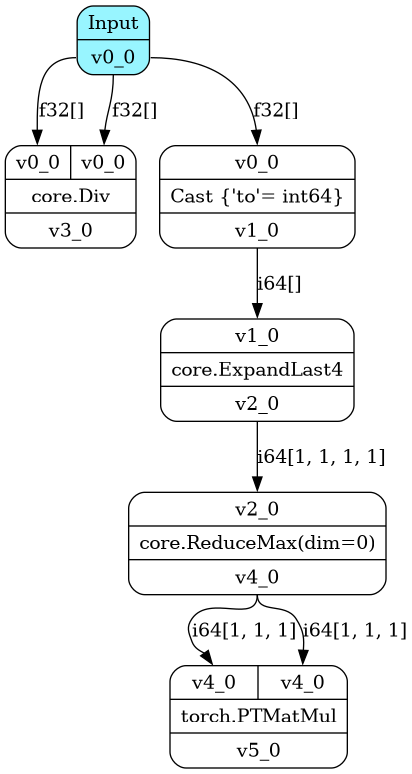 Input
v0_0
f32[] f32[] f32[]
v0_0 v0_0
core.Div
v3_0
v0_0
Cast {'to'= int64}
v1_0
i64[]
v1_0
core.ExpandLast4
v2_0
i64[1, 1, 1, 1]
v2_0
core.ReduceMax(dim=0)
v4_0
i64[1, 1, 1] i64[1, 1, 1]
v4_0 v4_0
torch.PTMatMul
v5_0